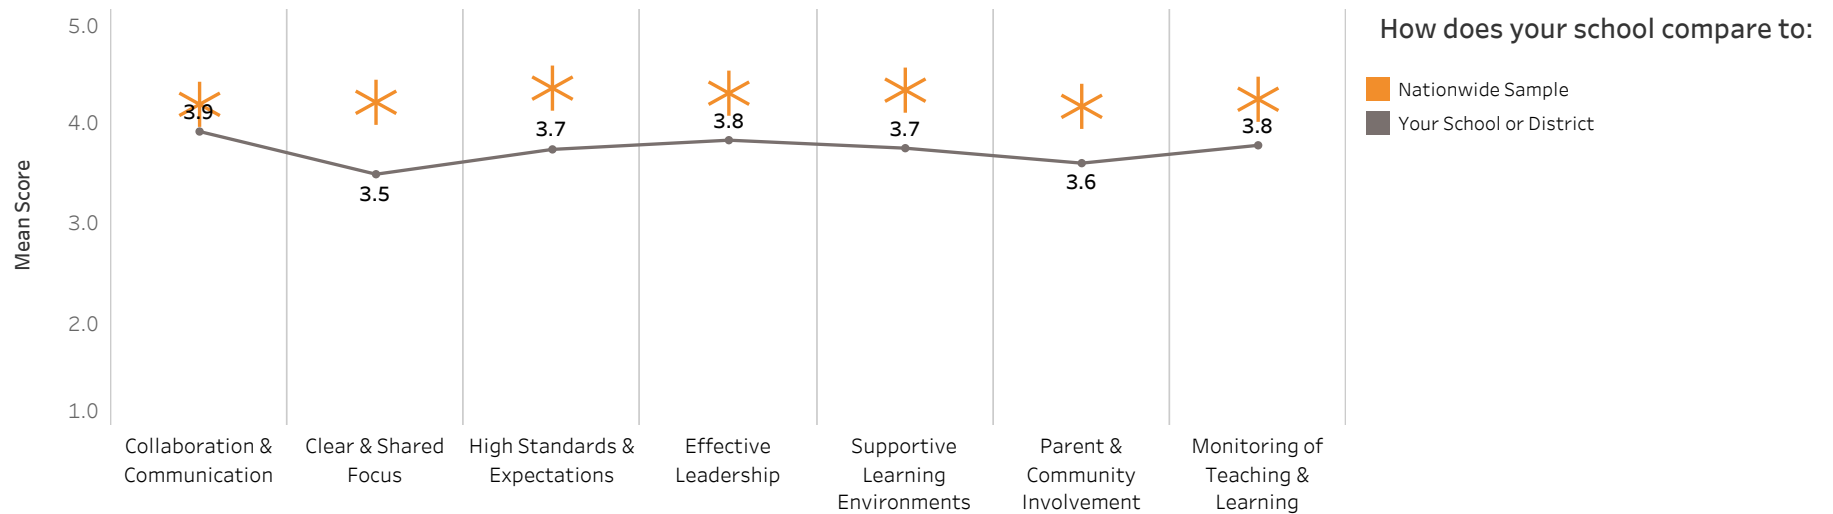 How does your school compare to:
Nationwide Sample
Your School or District
Mean Score
5.0
4.0
3.0
2.0
1.0
3.9
3.5
3.7
3.8
3.7
3.6
3.8
Collaboration &
Communication
Clear & Shared
Focus
High Standards &
Expectations
Effective
Leadership
Supportive
Learning
Environments
Parent &
Community
Involvement
Monitoring of
Teaching &
Learning